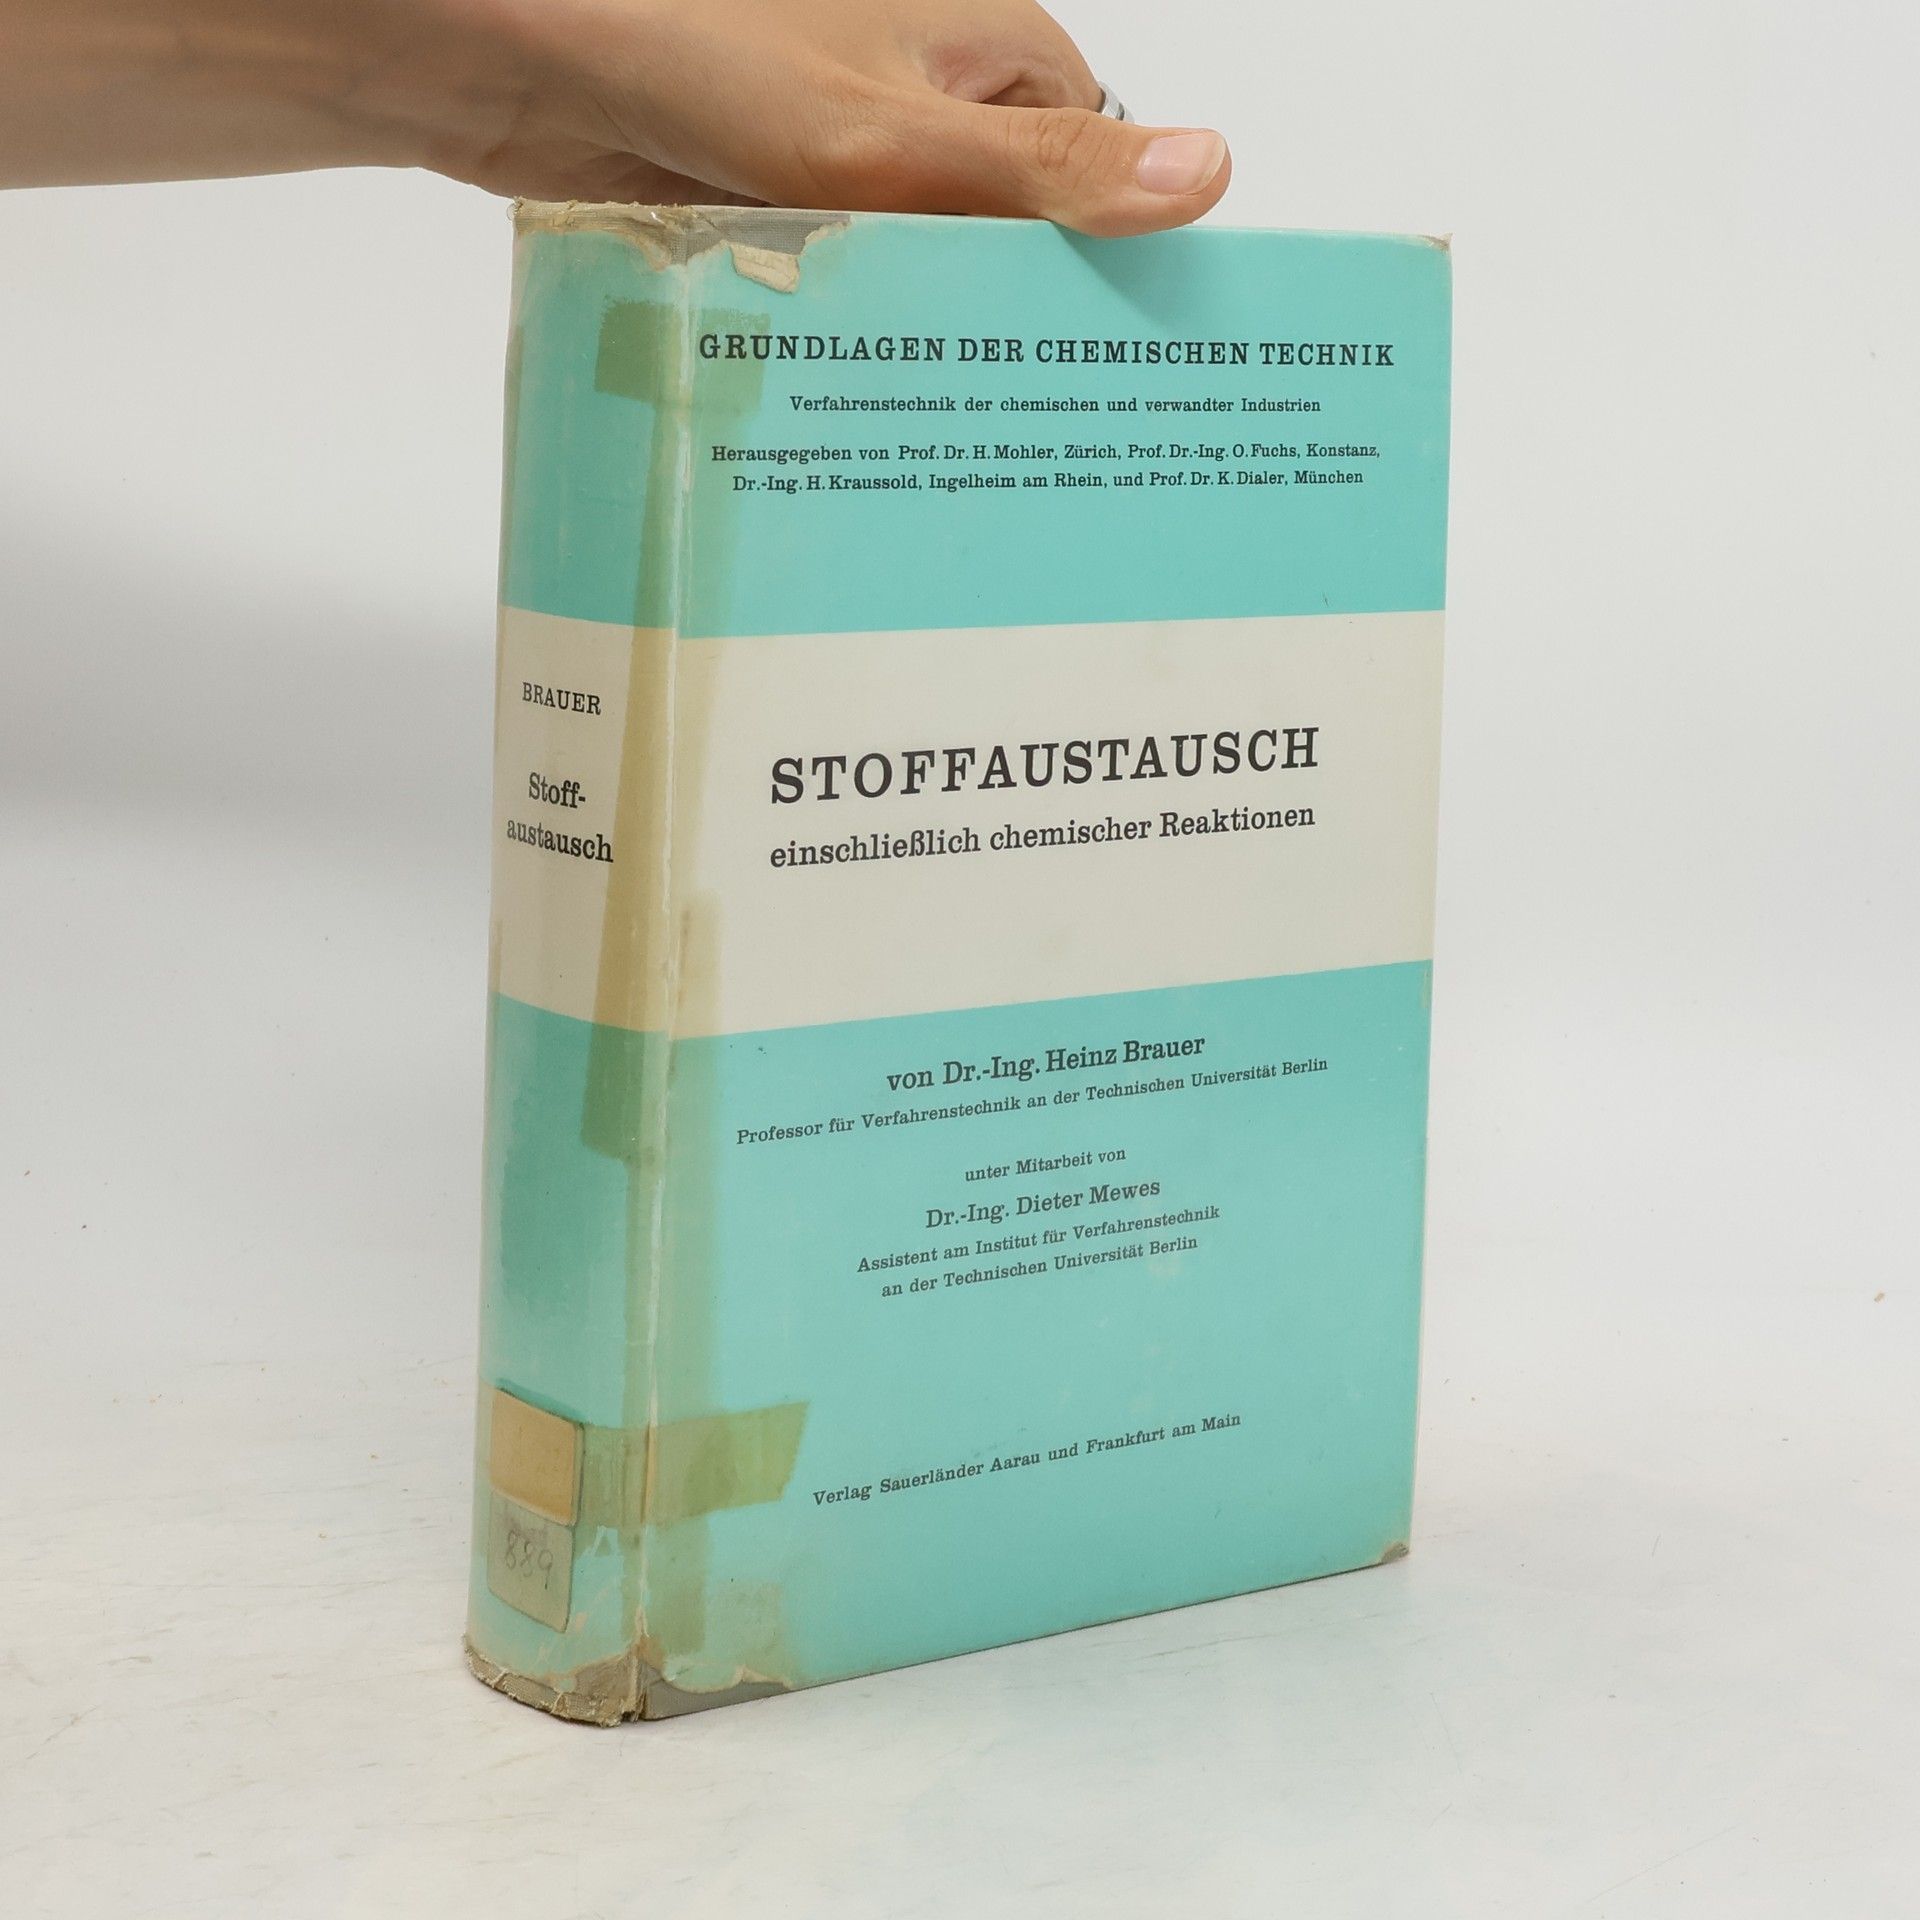 GRUNDLAGEN DER CHEMISCHEN TECHNIK
Verfahrenstechnik der chemischen und verwandter Industrien
Herausgegeben von Prof. Dr. H. Mohler, Zürich, Prof. Dr.-Ing. O. Fuchs, Konstanz,
Dr.-Ing. H. Kraussold, Ingelheim am Rhein, und Prof. Dr. K. Dialer, München
STOFFAUSTAUSCH
einschließlich chemischer Reaktionen
von Dr.-Ing. Heinz Brauer
Professor für Verfahrenstechnik an der Technischen Universität Berlin
unter Mitarbeit von
Dr.-Ing. Dieter Mewes
Assistent am Institut für Verfahrenstechnik
an der Technischen Universität Berlin
Verlag Sauerländer Aarau und Frankfurt am Main
BRAUER
Stoff-
austausch
889